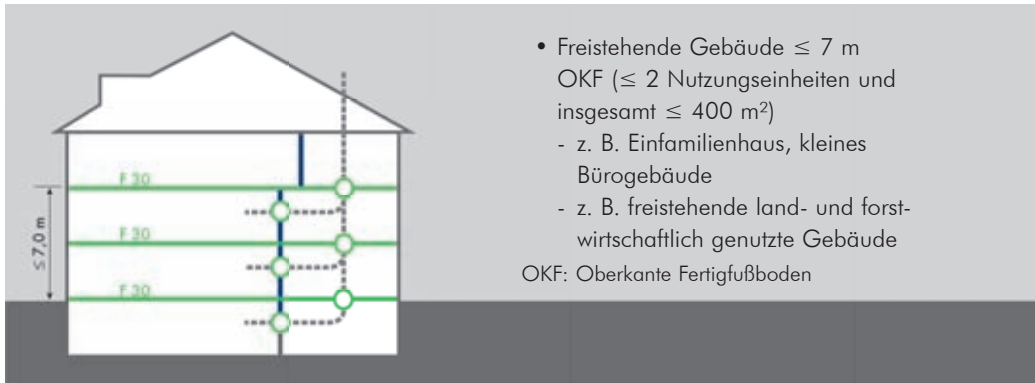 F 30
F 30
F 30
≤ 7,0 m
• Freistehende Gebäude ≤ 7 m
OKF (≤ 2 Nutzungseinheiten und
insgesamt ≤ 400 m²)
- z. B. Einfamilienhaus, kleines
Bürogebäude
- z. B. freistehende land- und forst-
wirtschaftlich genutzte Gebäude
OKF: Oberkante Fertigfußboden